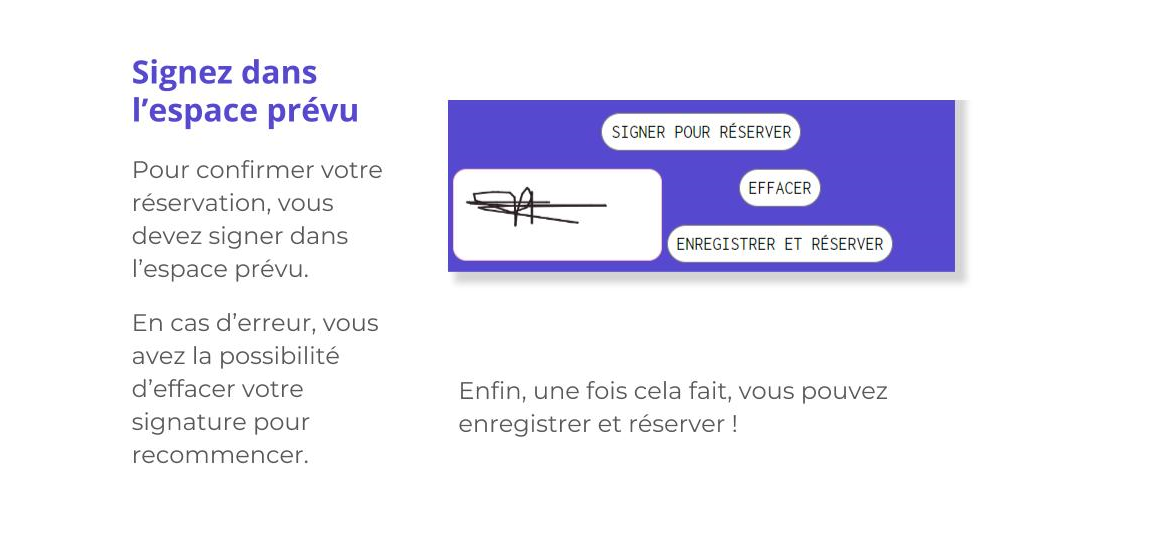 Signez dans
l’espace prévu
Pour confirmer votre
réservation, vous
devez signer dans
l’espace prévu.
En cas d’erreur, vous
avez la possibilité
d’effacer votre
signature pour
recommencer.
SIGNER POUR RÉSERVER
EFFACER
ENREGISTRER ET RÉSERVER
Enfin, une fois cela fait, vous pouvez
enregistrer et réserver !